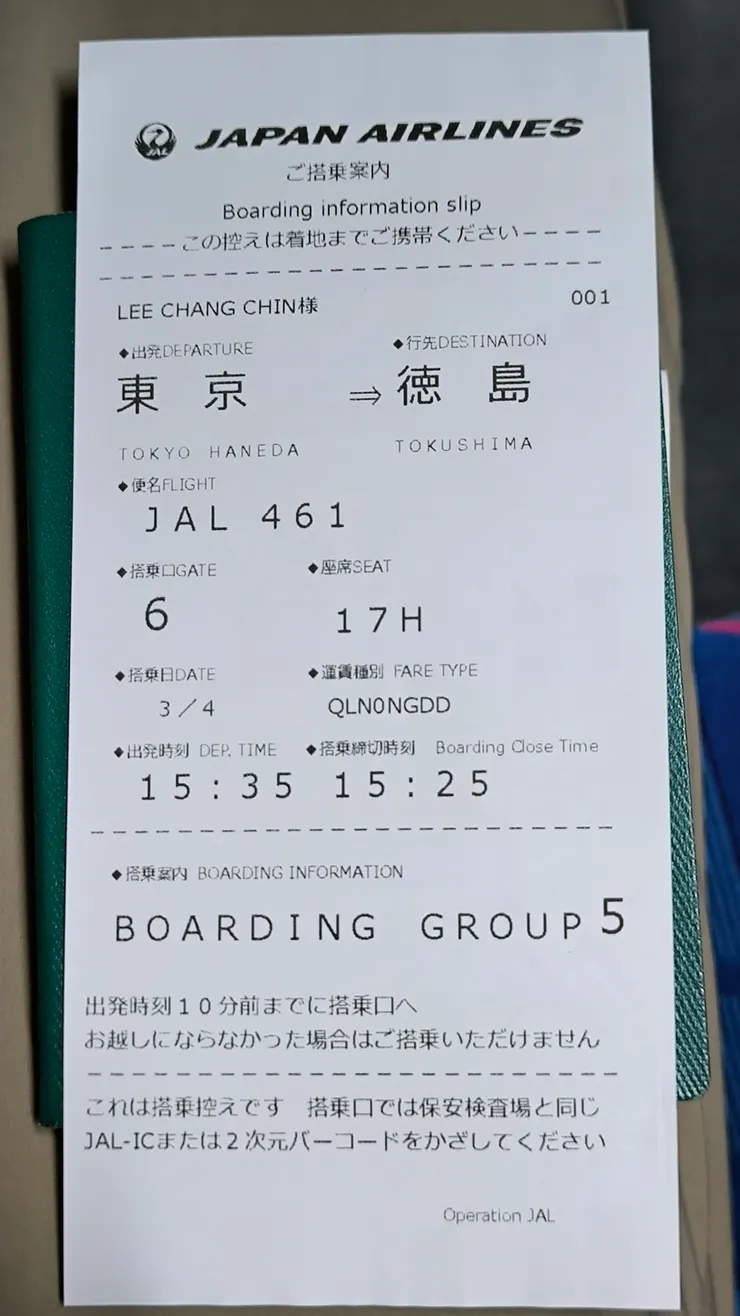 JAL JAPAN AIRLINES
ご搭乗案内
Boarding information slip
----この控えは着地までご携帯ください----
LEE CHANG CHIN様 001
◆出発DEPARTURE ◆行先DESTINATION
東 京 ⇒ 徳 島
TOKYO HANEDA TOKUSHIMA
◆便名FLIGHT
JAL 461
◆搭乗口GATE ◆座席SEAT
6 17H
◆搭乗日DATE ◆運賃種別 FARE TYPE
3/4 QLN0NGDD
◆出発時刻 DEP. TIME ◆搭乗締切時刻 Boarding Close Time
15:35 15:25
◆搭乗案内 BOARDING INFORMATION
BOARDING GROUP 5
出発時刻10分前までに搭乗口へ
お越しにならなかった場合はご搭乗いただけません
これは搭乗控えです 搭乗口では保安検査場と同じ
JAL-ICまたは2次元バーコードをかざしてください
Operation JAL